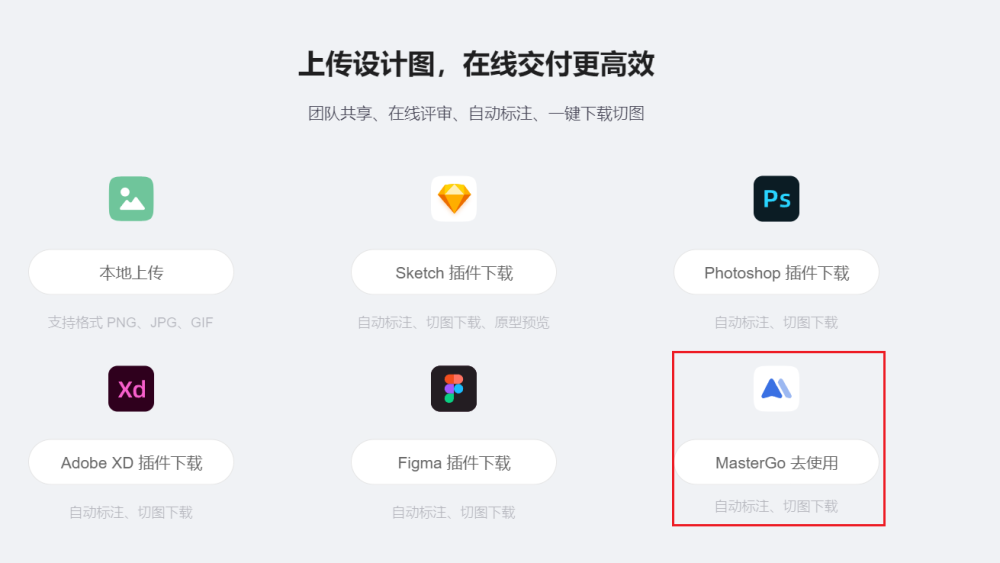 上传设计图，在线交付更高效
团队共享、在线评审、自动标注、一键下载切图
Ps
本地上传
Sketch 插件下载
Photoshop 插件下载
支持格式 PNG、JPG、GIF
自动标注、切图下载、原型预览
自动标注、切图下载
Xd
Adobe XD 插件下载
Figma 插件下载
MasterGo 去使用
自动标注、切图下载
自动标注、切图下载
自动标注、切图下载